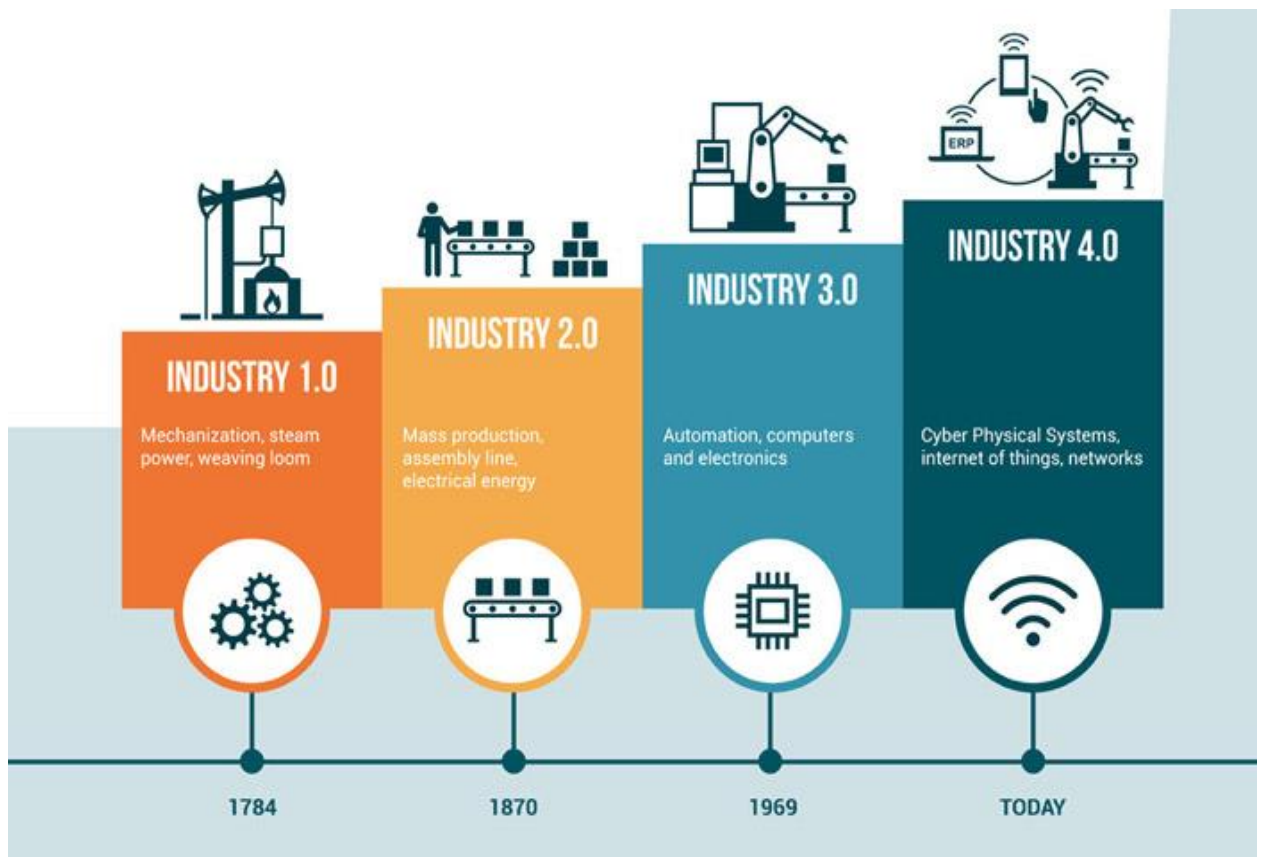 ERP
INDUSTRY 1.0
Mechanization, steam
power, weaving loom
INDUSTRY 2.0
Mass production,
assembly line,
electrical energy
INDUSTRY 3.0
Automation, computers
and electronics
INDUSTRY 4.0
Cyber Physical Systems,
internet of things, networks
1784
1870
1969
TODAY